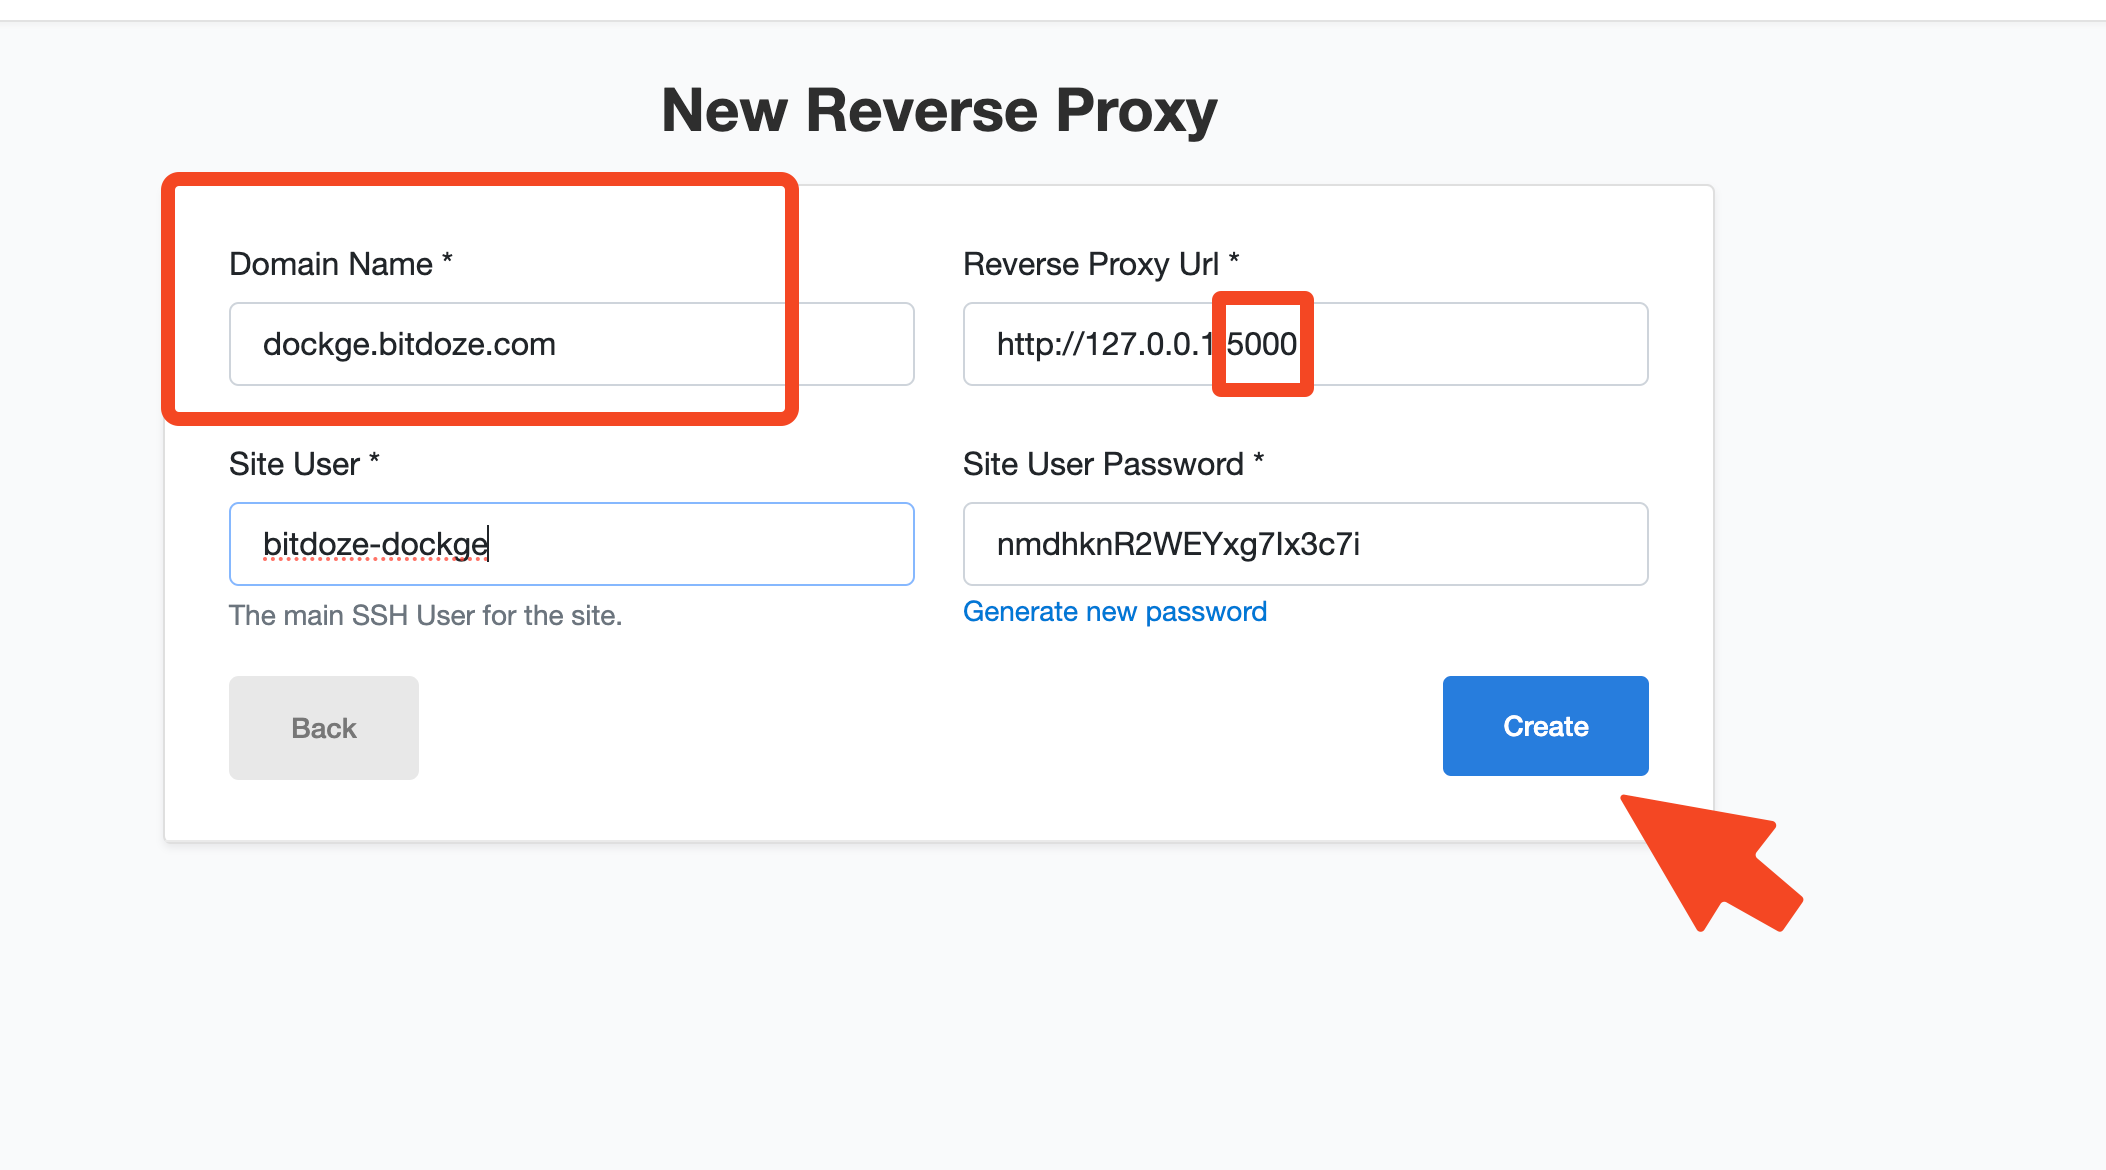 New Reverse Proxy
Domain Name *
Reverse Proxy Url *
dockge.bitdoze.com
http://127.0.0.1 5000
Site User *
Site User Password *
bitdoze-dockge
nmdhknR2WEYxg7Ix3c7i
The main SSH User for the site.
Generate new password
Back
Create